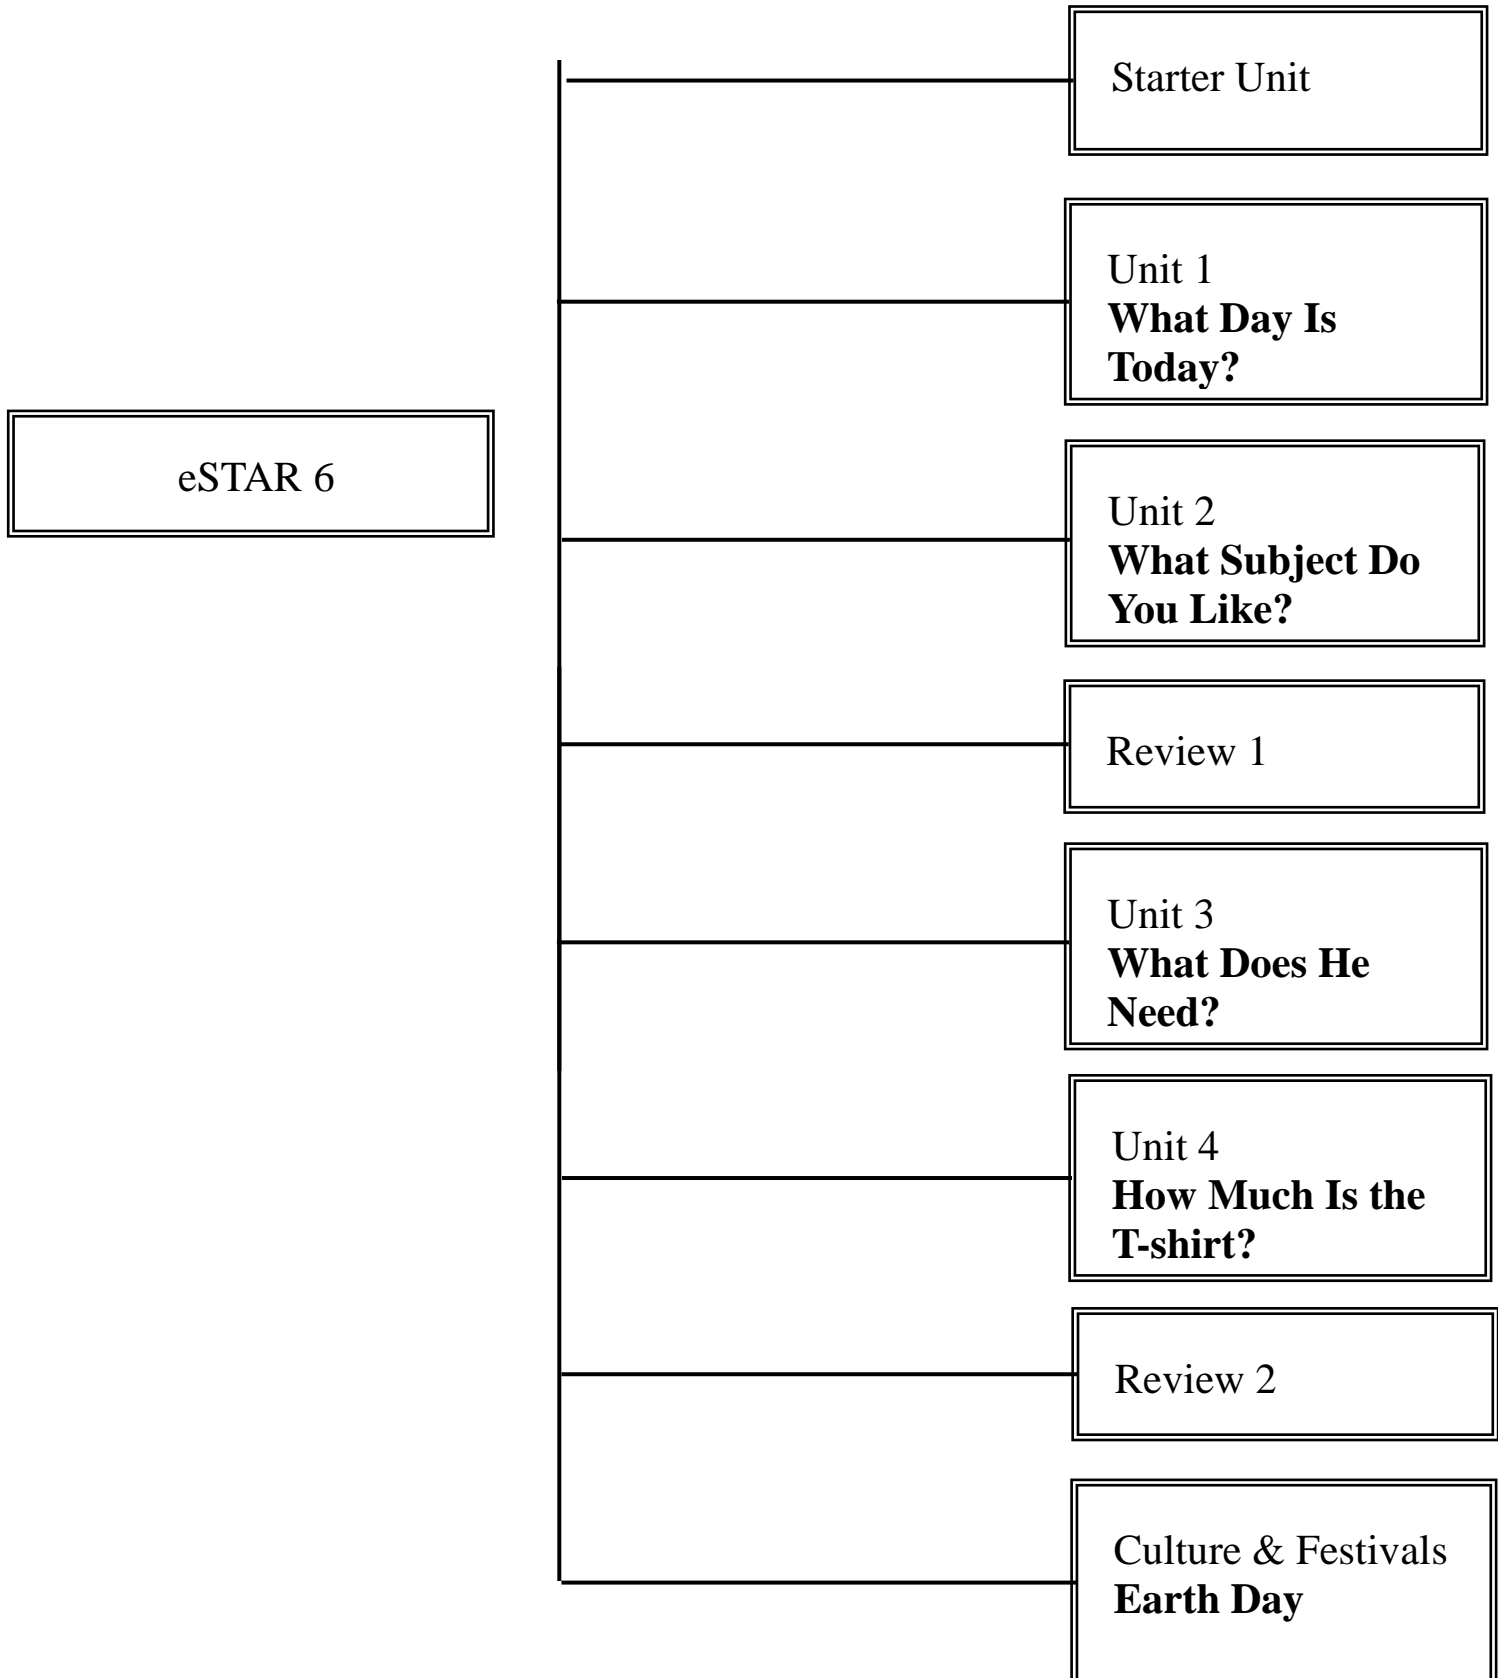 Starter Unit
Unit 1
What Day Is
Today?
eSTAR 6
Unit 2
What Subject Do
You Like?
Review 1
Unit 3
What Does He
Need?
Unit 4
How Much Is the
T-shirt?
Review 2
Culture & Festivals
Earth Day